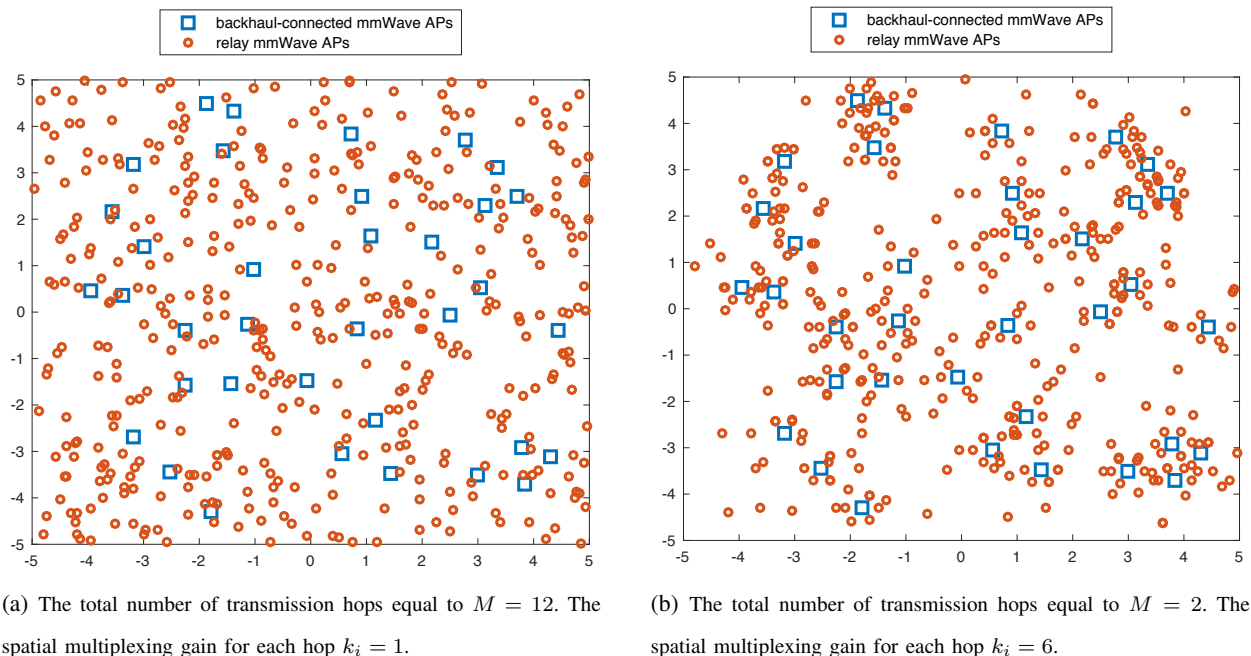 backhaul-connected mmWave APs
relay mmWave APs
5
4
3
2
1
0
-1
-2
-3
-4
-5
-5 -4 -3 -2 -1 0 1 2 3 4 5
(a) The total number of transmission hops equal to M = 12. The
spatial multiplexing gain for each hop k_i = 1.
backhaul-connected mmWave APs
relay mmWave APs
5
4
3
2
1
0
-1
-2
-3
-4
-5
-5 -4 -3 -2 -1 0 1 2 3 4 5
(b) The total number of transmission hops equal to M = 2. The
spatial multiplexing gain for each hop k_i = 6.